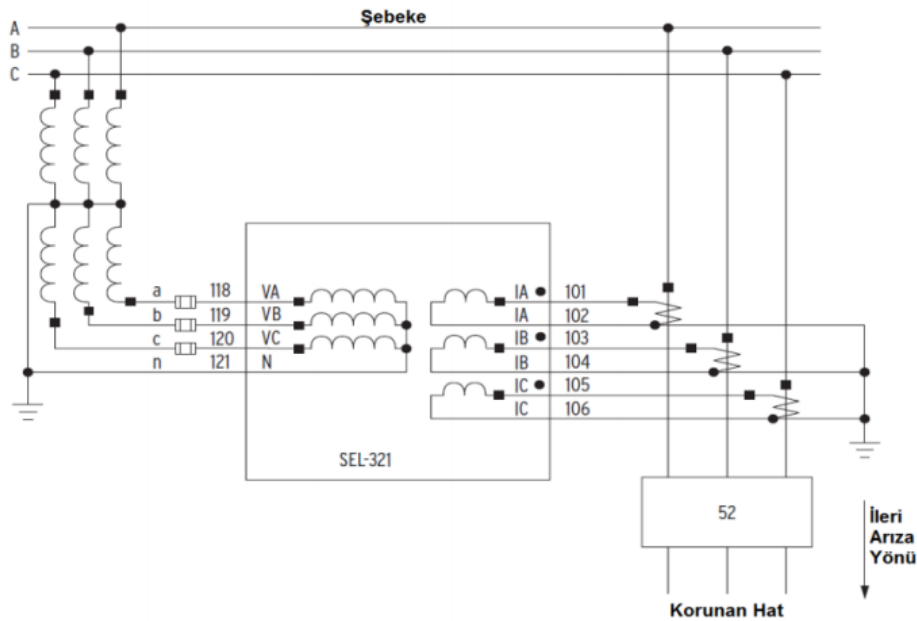 Şebeke
A
B
C
a 118 VA
b 119 VB
c 120 VC
n 121 N
IA 101
IA 102
IB 103
IB 104
IC 105
IC 106
SEL-321
52
İleri
Arıza
Yönü
Korunan Hat